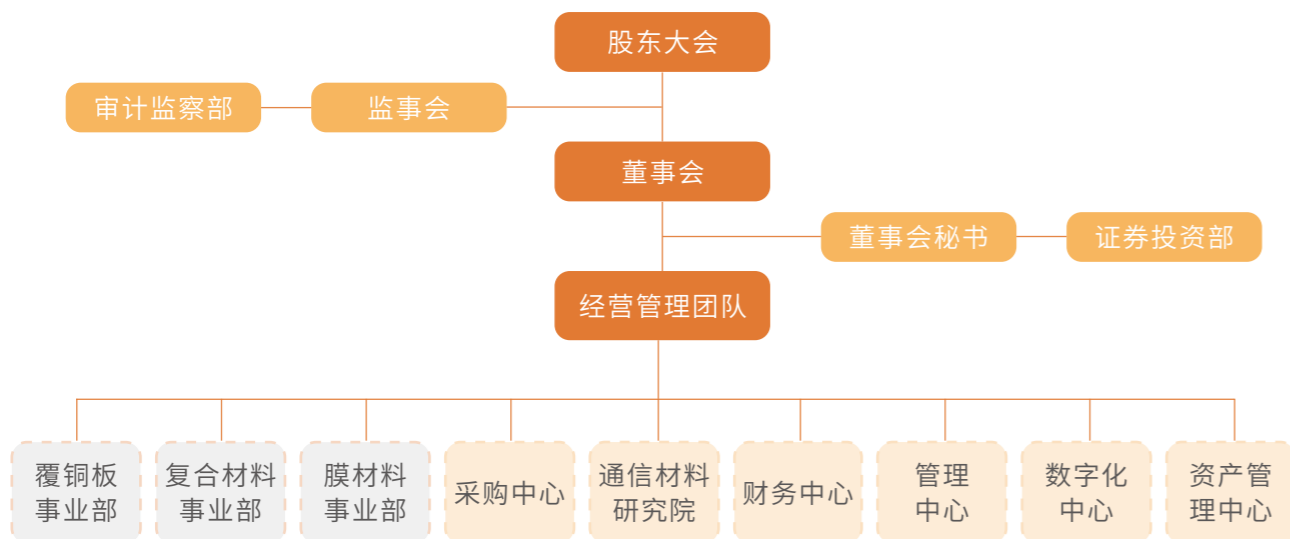 股东大会
审计监察部
监事会
董事会
董事会秘书
证券投资部
经营管理团队
覆铜板
事业部
复合材料
事业部
膜材料
事业部
采购中心
通信材料
研究院
财务中心
管理
中心
数字化
中心
资产管
理中心